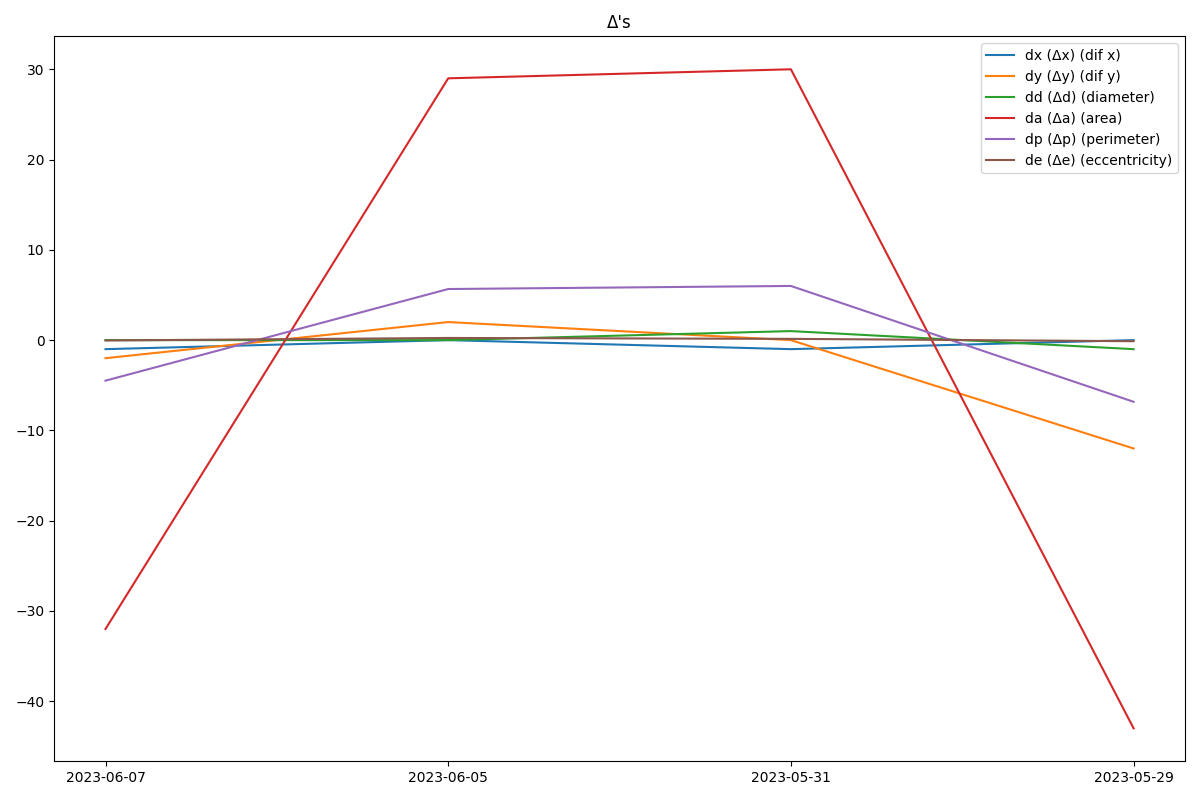 Δ's
dx (Δx) (dif x)
dy (Δy) (dif y)
dd (Δd) (diameter)
da (Δa) (area)
dp (Δp) (perimeter)
de (Δe) (eccentricity)
30
20
10
0
−10
−20
−30
−40
2023-06-07 2023-06-05 2023-05-31 2023-05-29